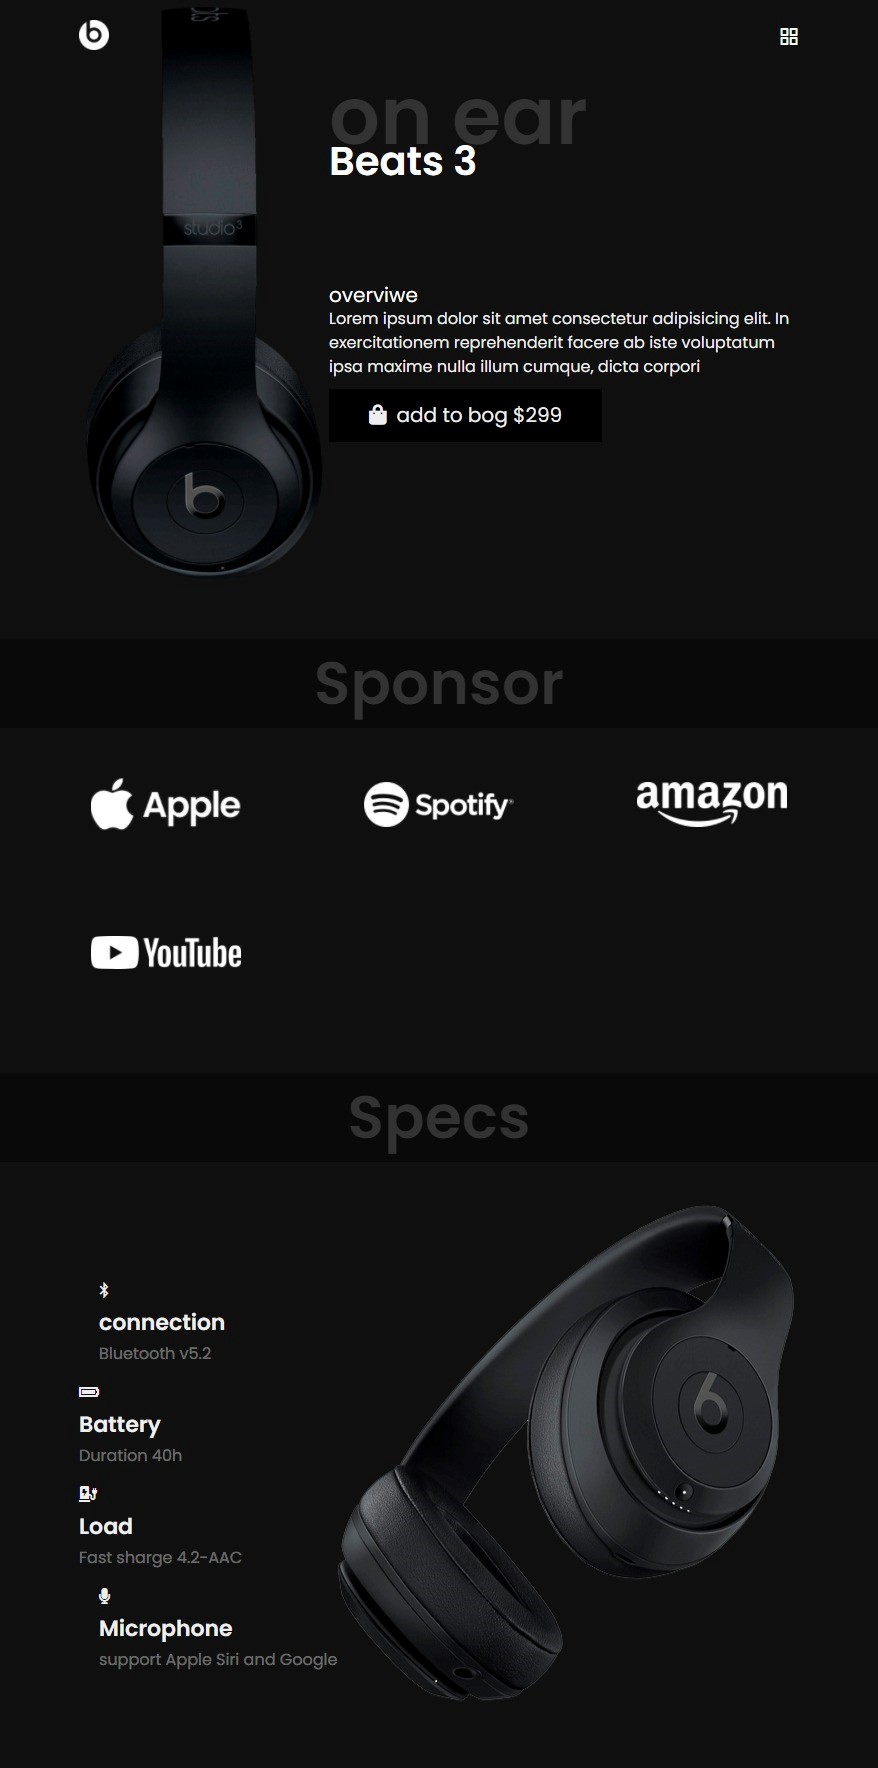 on ear
Beats 3
studio3
overviwe
Lorem ipsum dolor sit amet consectetur adipisicing elit. In
exercitationem reprehenderit facere ab iste voluptatum
ipsa maxime nulla illum cumque, dicta corpori
add to bog $299
Sponsor
Apple
Spotify
amazon
YouTube
Specs
connection
Bluetooth v5.2
Battery
Duration 40h
Load
Fast sharge 4.2-AAC
Microphone
support Apple Siri and Google